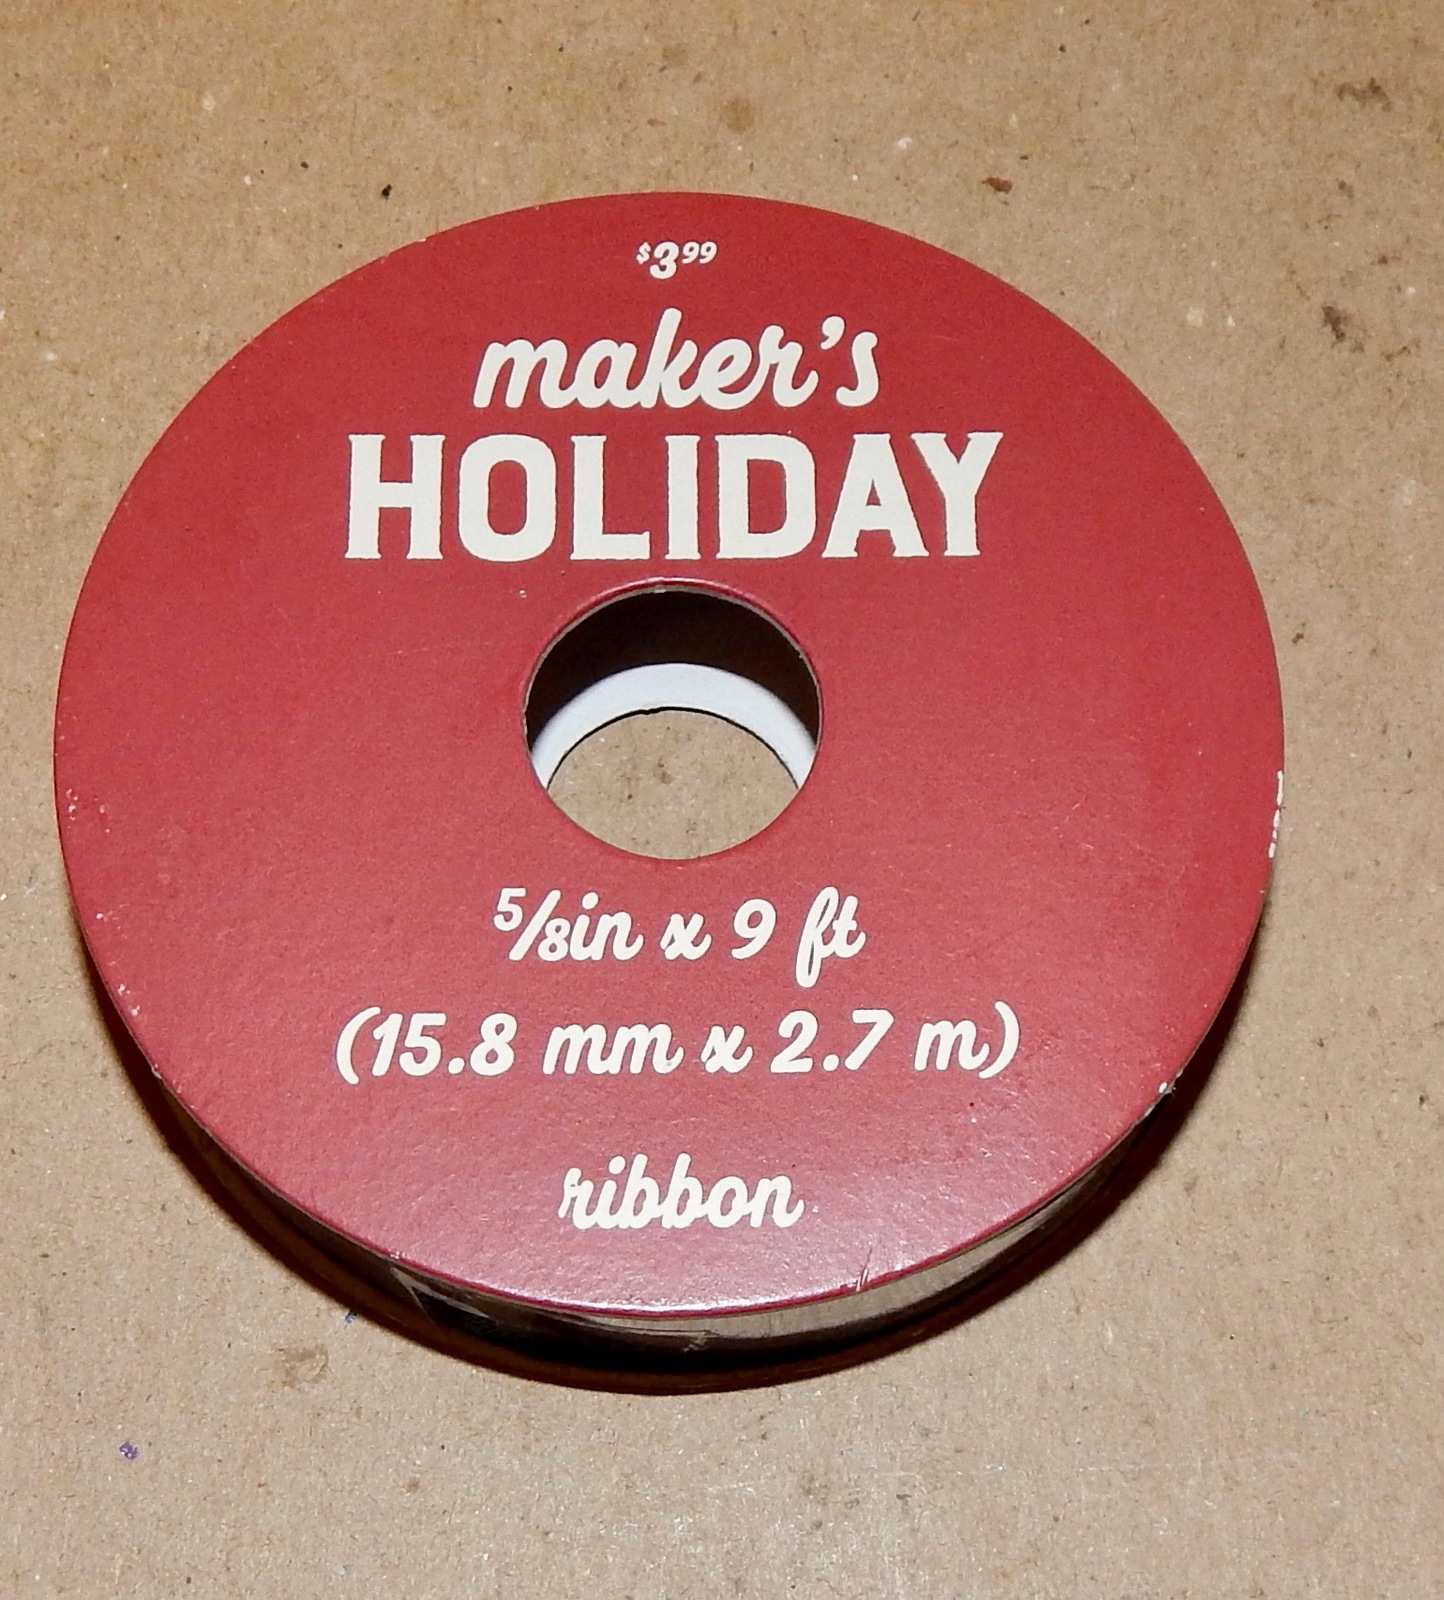 $3.99
maker's
HOLIDAY
5/8in x 9 ft
(15.8 mm x 2.7 m)
ribbon